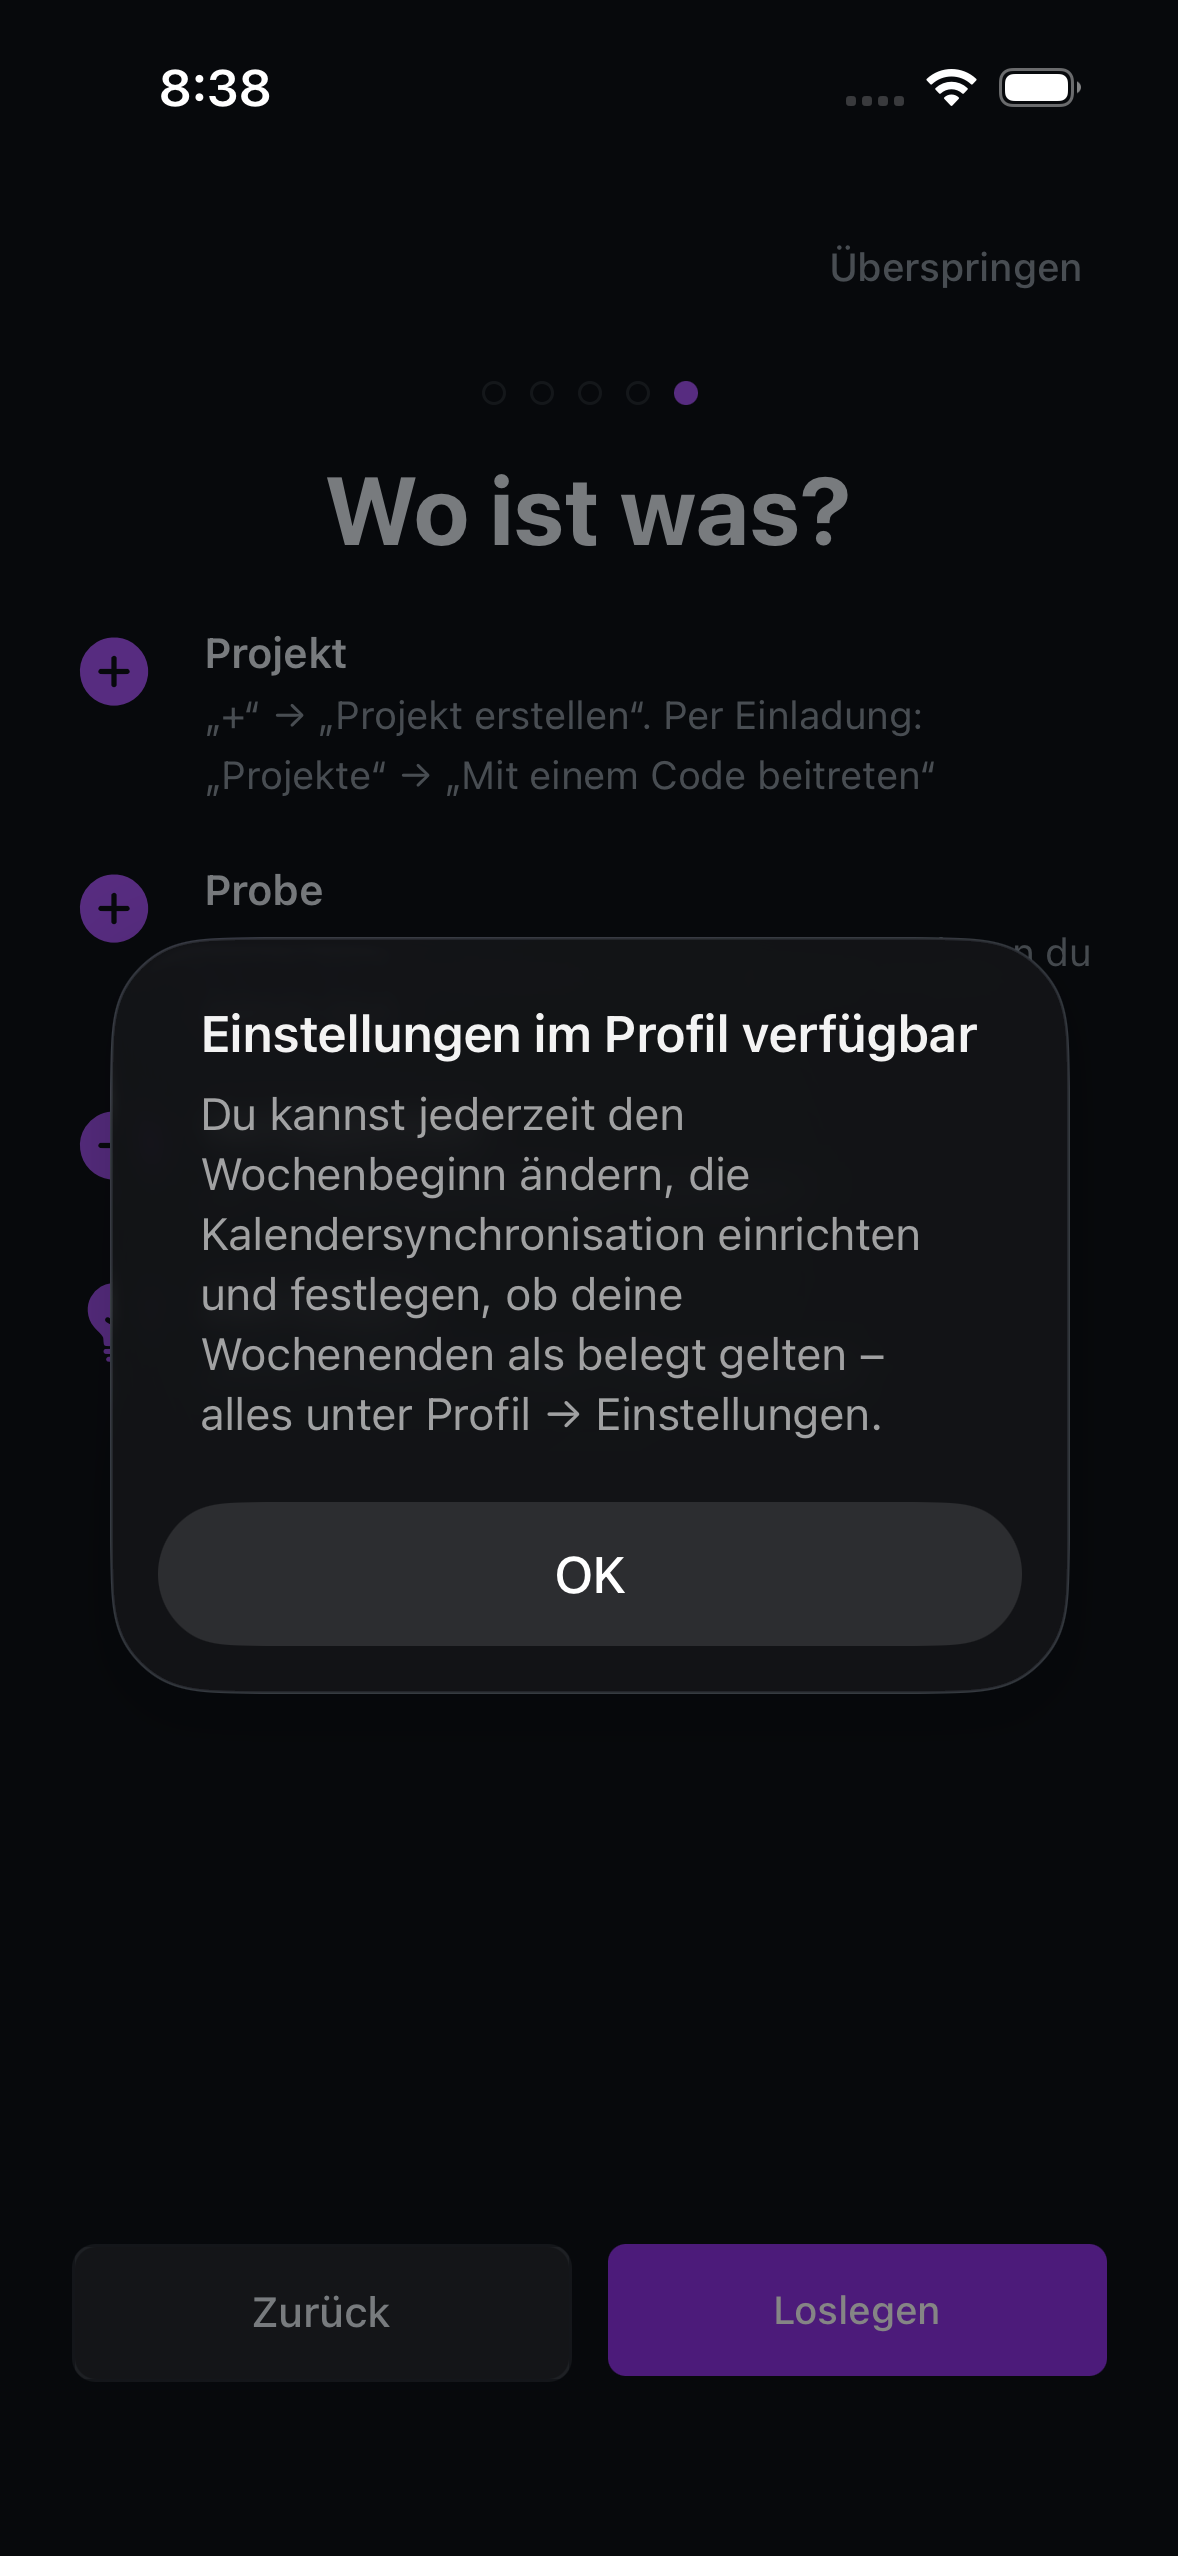 8:38
Überspringen
Wo ist was?
Projekt
„+“ → „Projekt erstellen“. Per Einladung:
„Projekte“ → „Mit einem Code beitreten“
Probe
du
Einstellungen im Profil verfügbar
Du kannst jederzeit den
Wochenbeginn ändern, die
Kalendersynchronisation einrichten
und festlegen, ob deine
Wochenenden als belegt gelten –
alles unter Profil → Einstellungen.
OK
Zurück
Loslegen